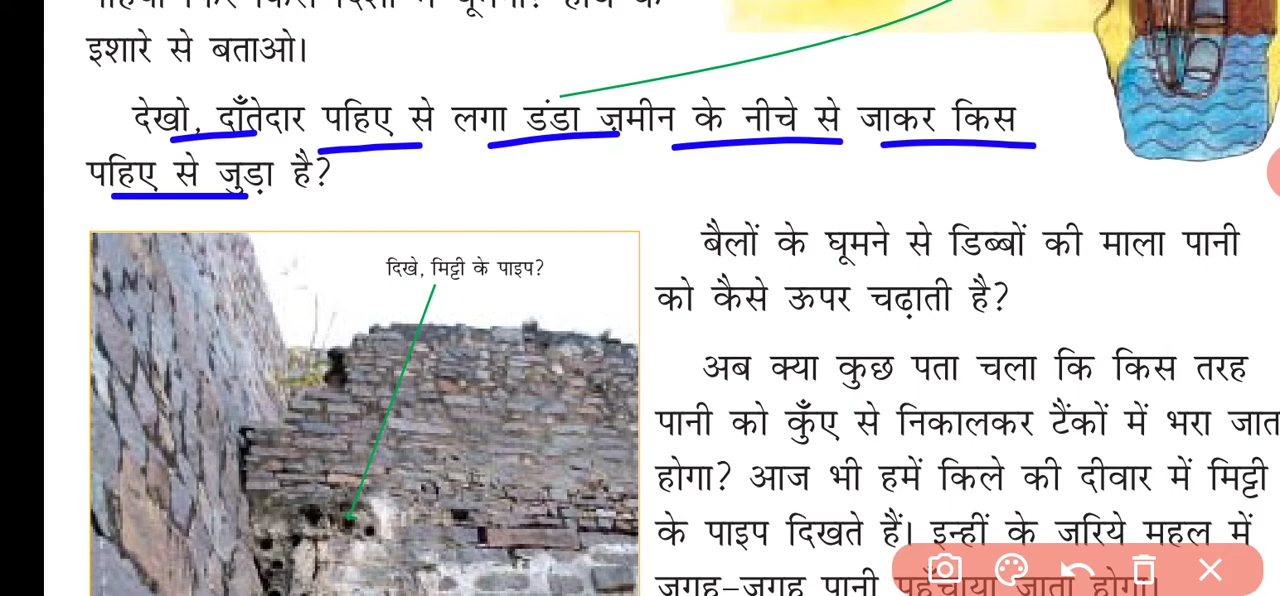 इशारे से बताओ।
देखो, दाँतेदार पहिए से लगा डंडा ज़मीन के नीचे से जाकर किस
पहिए से जुड़ा है?
दिखे, मिट्टी के पाइप?
बैलों के घूमने से डिब्बों की माला पानी
को कैसे ऊपर चढ़ाती है?
अब क्या कुछ पता चला कि किस तरह
पानी को कुँए से निकालकर टैंकों में भरा जात
होगा? आज भी हमें किले की दीवार में मिट्टी
के पाइप दिखते हैं। इन्हीं के जरिये महल में
जगह-जगह पानी पहुँचाया जाता होगा।